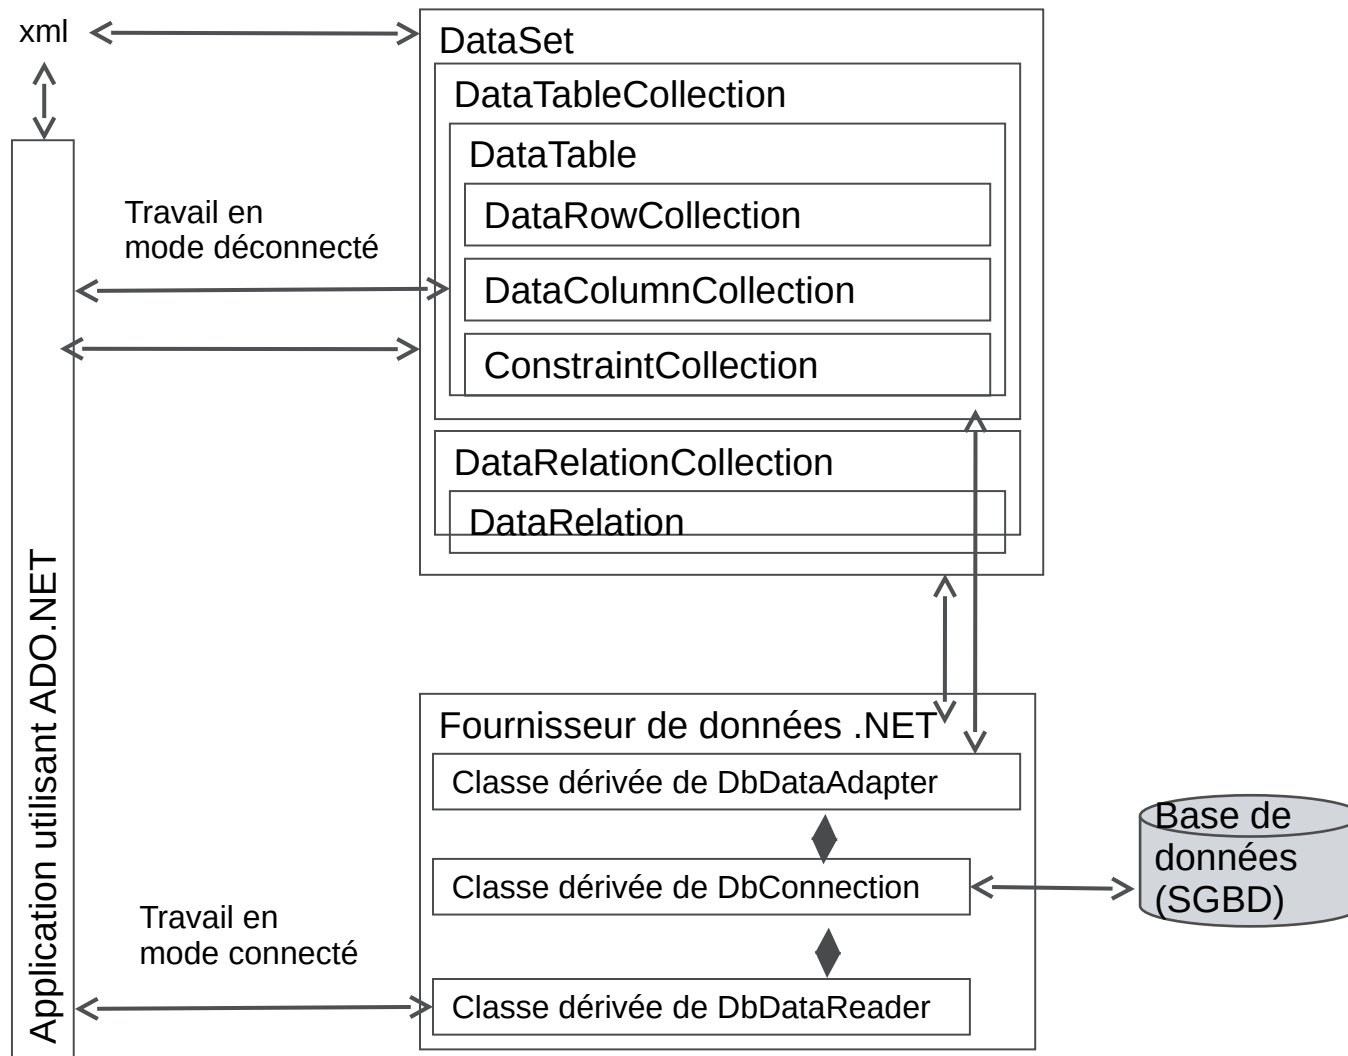 xml
DataSet
DataTableCollection
DataTable
DataRowCollection
DataColumnCollection
ConstraintCollection
DataRelationCollection
DataRelation
Travail en
mode déconnecté
Application utilisant ADO.NET
Fournisseur de données .NET
Classe dérivée de DbDataAdapter
Classe dérivée de DbConnection
Classe dérivée de DbDataReader
Travail en
mode connecté
Base de
données
(SGBD)